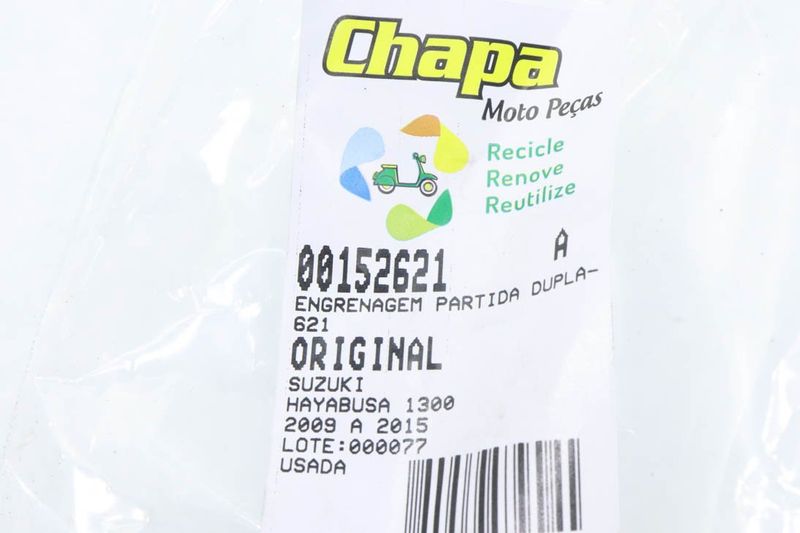 Chapa
Moto Peças
Recicle
Renove
Reutilize
00152621 A
ENGRENAGEM PARTIDA DUPLA-
621
ORIGINAL
SUZUKI
HAYABUSA 1300
2009 A 2015
LOTE:000077
USADA